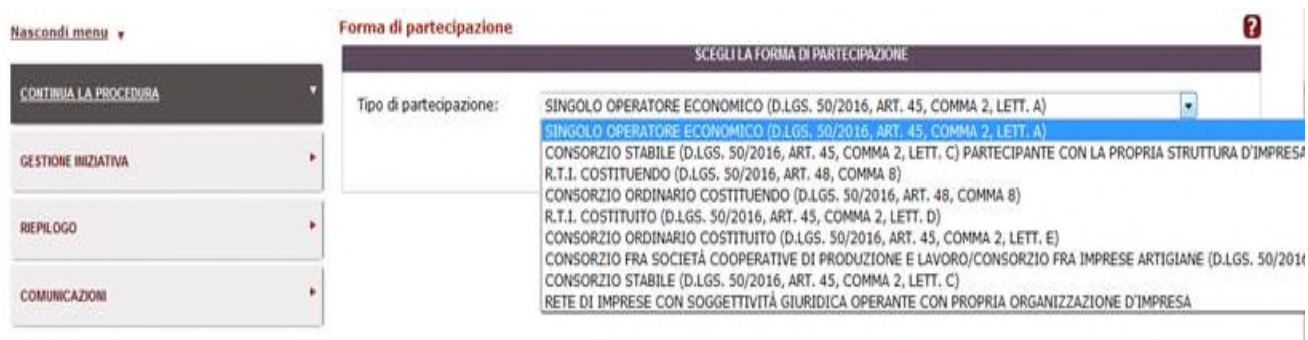 Nascondi menu
Forma di partecipazione
?
SCEGLI LA FORMA DI PARTECIPAZIONE
CONTINUA LA PROCEDURA
Tipo di partecipazione:
SINGOLO OPERATORE ECONOMICO (D.LGS. 50/2016, ART. 45, COMMA 2, LETT. A)
SINGOLO OPERATORE ECONOMICO (D.LGS. 50/2016, ART. 45, COMMA 2, LETT. A)
CONSORZIO STABILE (D.LGS. 50/2016, ART. 45, COMMA 2, LETT. C) PARTECIPANTE CON LA PROPRIA STRUTTURA D'IMPRESA
R.T.I. COSTITUENDO (D.LGS. 50/2016, ART. 48, COMMA 8)
CONSORZIO ORDINARIO COSTITUENDO (D.LGS. 50/2016, ART. 48, COMMA 8)
R.T.I. COSTITUITO (D.LGS. 50/2016, ART. 45, COMMA 2, LETT. D)
CONSORZIO ORDINARIO COSTITUITO (D.LGS. 50/2016, ART. 45, COMMA 2, LETT. E)
CONSORZIO FRA SOCIETÀ COOPERATIVE DI PRODUZIONE E LAVORO/CONSORZIO FRA IMPRESE ARTIGIANE (D.LGS. 50/2016
CONSORZIO STABILE (D.LGS. 50/2016, ART. 45, COMMA 2, LETT. C)
RETE DI IMPRESE CON SOGGETTIVITÀ GIURIDICA OPERANTE CON PROPRIA ORGANIZZAZIONE D'IMPRESA
GESTIONE INIZIATIVA
RIEPILOGO
COMUNICAZIONI